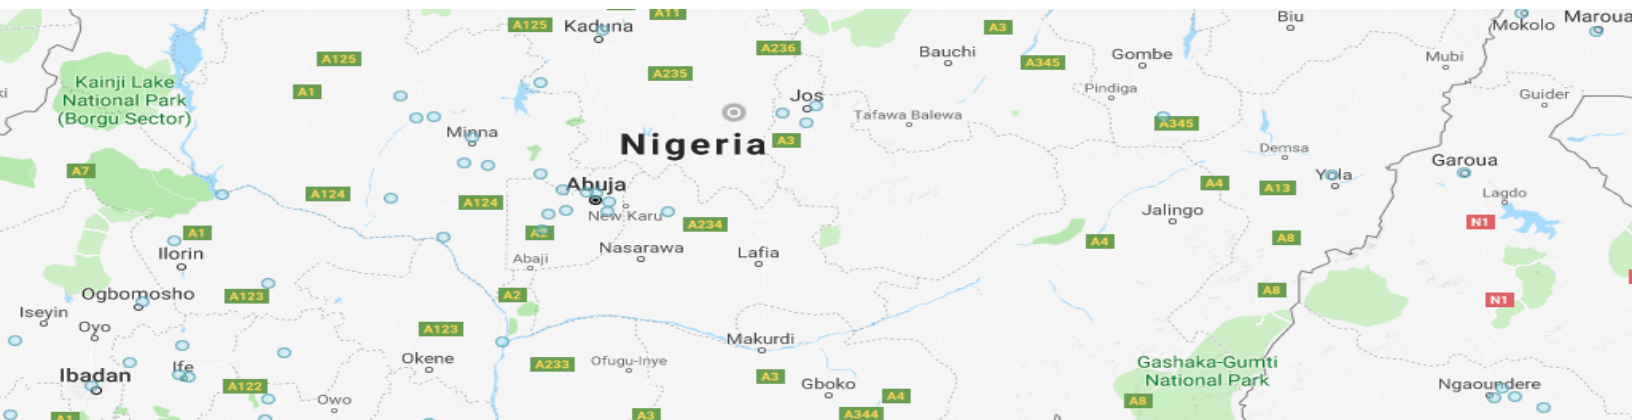 A125
Kaduna
A11
A3
Biu
Mokolo
Maroua
A236
Bauchi
Gombe
Mubi
A125
A235
A345
Kainji Lake
National Park
(Borgu Sector)
A1
Jos
Pindiga
Guider
Tafawa Balewa
A345
Minna
Nigeria
A3
Demsa
Garoua
A7
Abuja
Yola
A124
A124
A4
A13
Lagdo
New Karu
A234
Jalingo
N1
A1
A2
A4
A8
Ilorin
Abaji
Nasarawa
Lafia
Ogbomosho
A123
A2
A8
N1
Iseyin
Oyo
A123
Makurdi
Ife
Okene
A233
Ofugu-Inye
Gashaka-Gumti
National Park
Ibadan
A122
A3
Gboko
Ngaoundere
Owo
A4
A8
A1
A3
A344